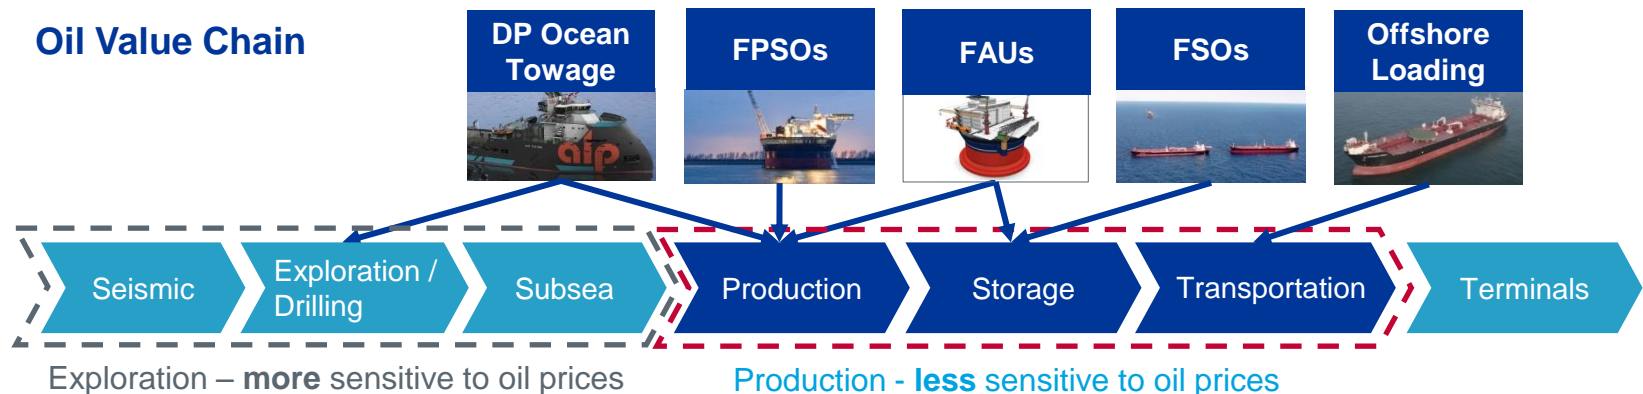 Oil Value Chain
DP Ocean
Towage
FPSOs
FAUs
FSOs
Offshore
Loading
alp
Seismic
Exploration /
Drilling
Subsea
Production
Storage
Transportation
Terminals
Exploration – more sensitive to oil prices
Production - less sensitive to oil prices